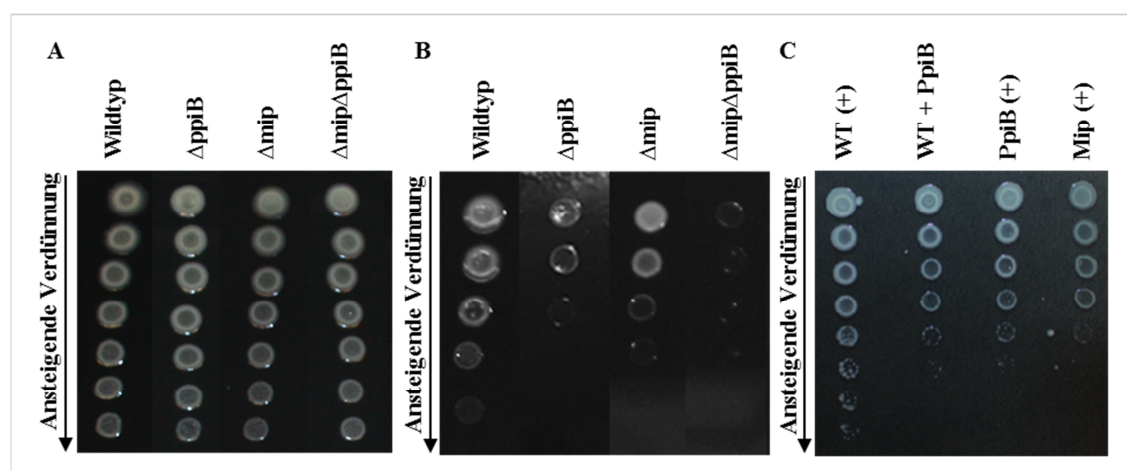 A
Wildtyp
ΔppiB
Δmip
ΔmipΔppiB
Ansteigende Verdünnung
B
Wildtyp
ΔppiB
Δmip
ΔmipΔppiB
Ansteigende Verdünnung
C
WT (+)
WT + PpiB
PpiB (+)
Mip (+)
Ansteigende Verdünnung